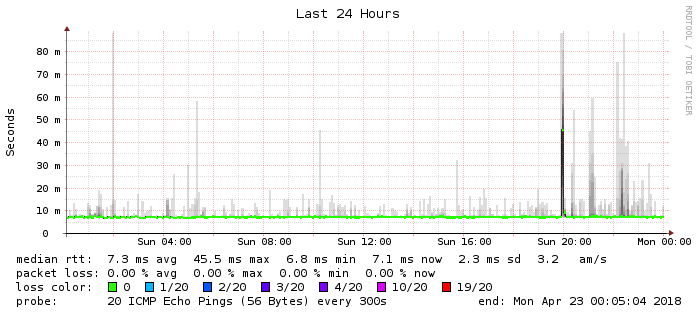 Last 24 Hours
RRDTOOL / TOBI OETIKER
Seconds
80 m
70 m
60 m
50 m
40 m
30 m
20 m
10 m
0
Sun 04:00 Sun 08:00 Sun 12:00 Sun 16:00 Sun 20:00 Mon 00:00
median rtt: 7.3 ms avg 45.5 ms max 6.8 ms min 7.1 ms now 2.3 ms sd 3.2 am/s
packet loss: 0.00 % avg 0.00 % max 0.00 % min 0.00 % now
loss color: 0 1/20 2/20 3/20 4/20 10/20 19/20
probe: 20 ICMP Echo Pings (56 Bytes) every 300s end: Mon Apr 23 00:05:04 2018